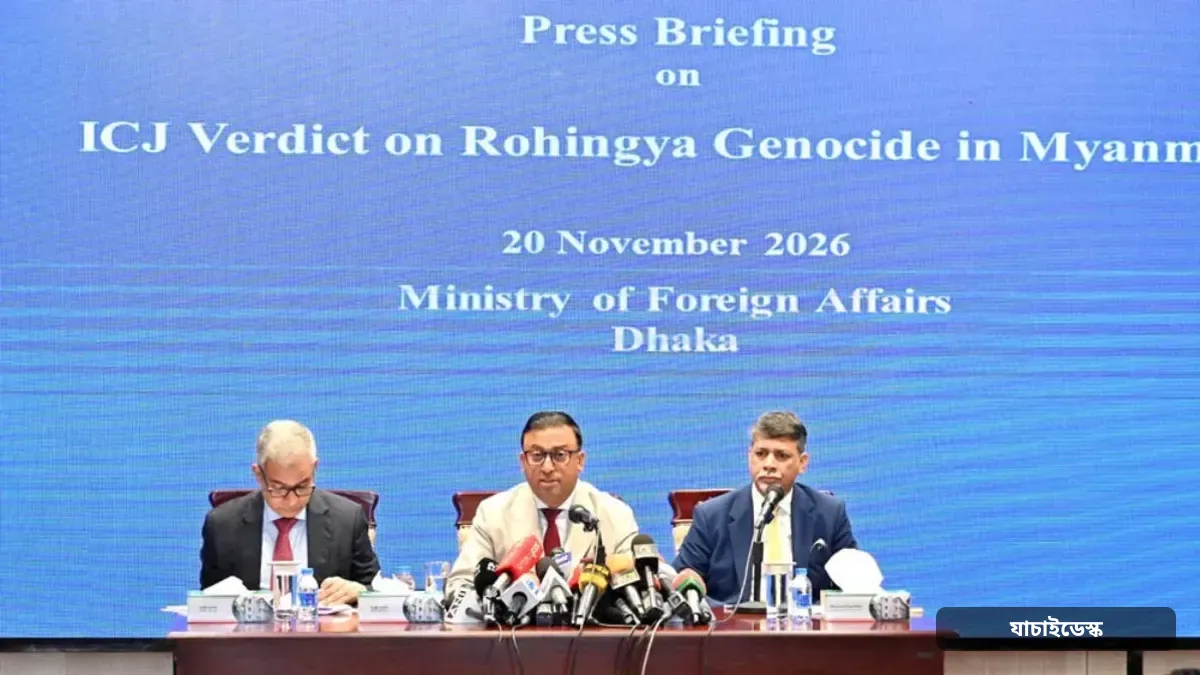 Press Briefing
on
ICJ Verdict on Rohingya Genocide in Myanm
20 November 2026
Ministry of Foreign Affairs
Dhaka
যাচাইডেস্ক